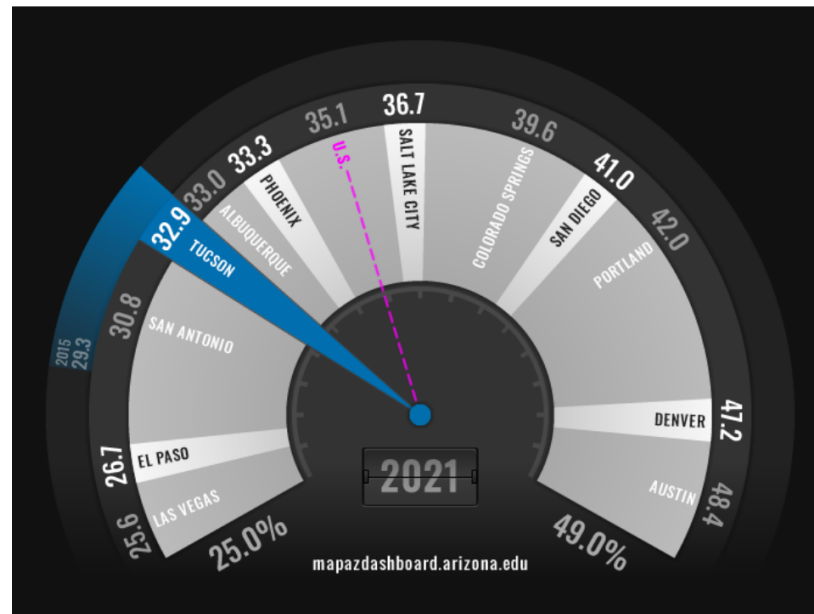 25.6
LAS VEGAS
26.7
EL PASO
2015
29.3
30.8
SAN ANTONIO
32.9
TUCSON
33.0
ALBUQUERQUE
33.3
PHOENIX
35.1
U.S.
36.7
SALT LAKE CITY
39.6
COLORADO SPRINGS
41.0
SAN DIEGO
42.0
PORTLAND
47.2
DENVER
48.4
AUSTIN
25.0%
2021
49.0%
mapazdashboard.arizona.edu